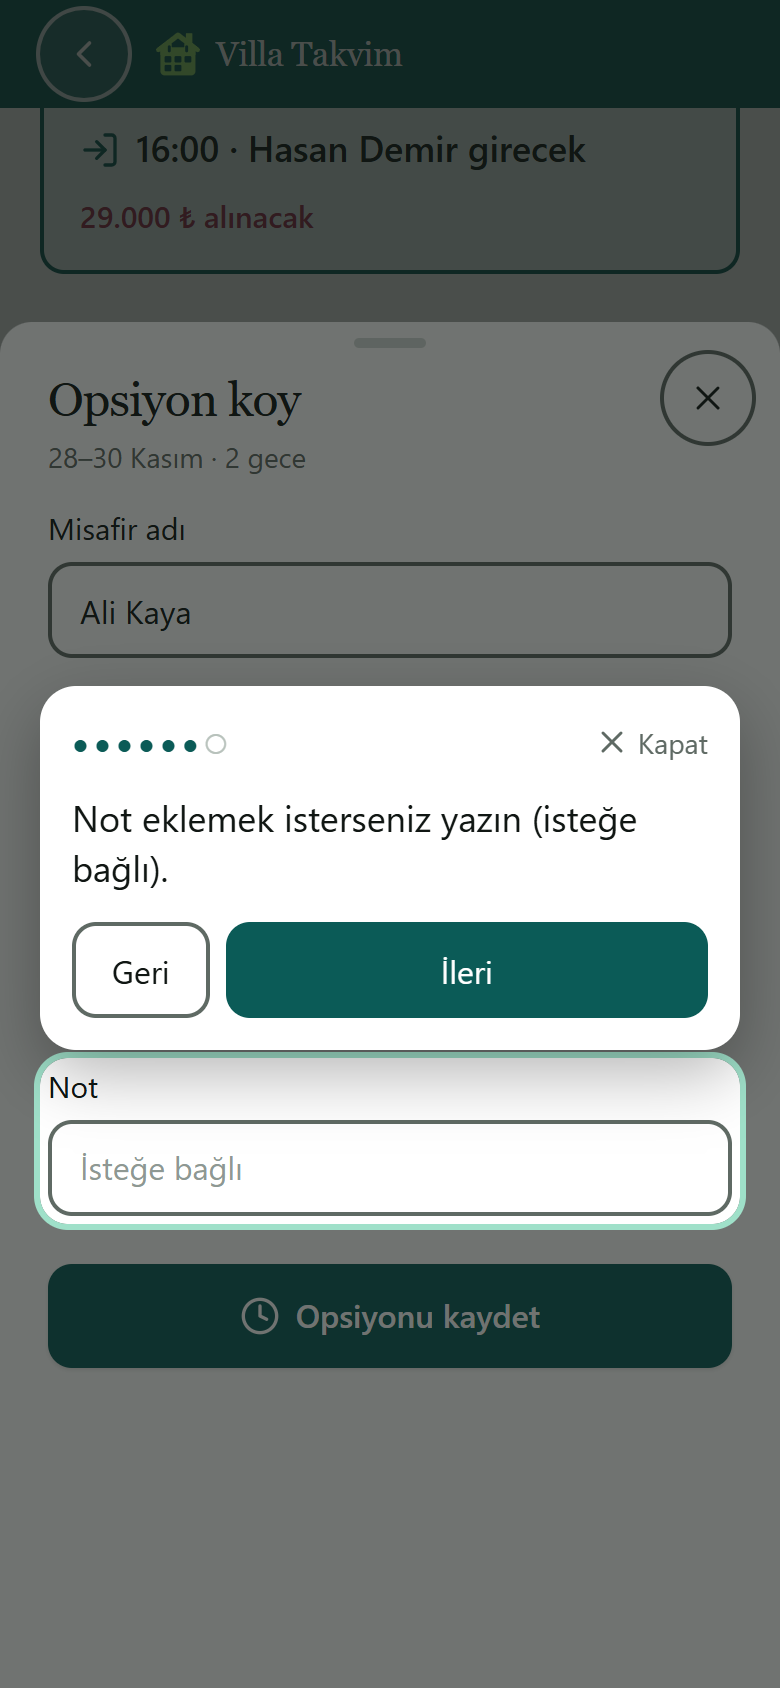 Villa Takvim
16:00 · Hasan Demir girecek
29.000 ₺ alınacak
Opsiyon koy
28–30 Kasım · 2 gece
Misafir adı
Ali Kaya
Kapat
Not eklemek isterseniz yazın (isteğe
bağlı).
Geri
İleri
Not
İsteğe bağlı
Opsiyonu kaydet